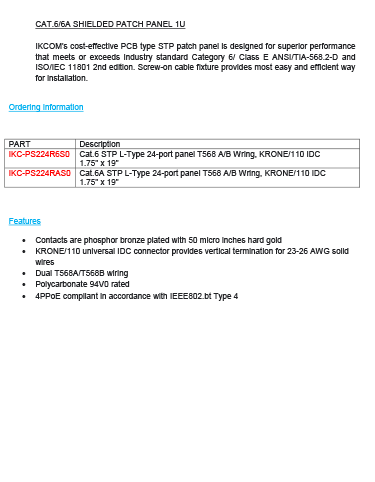 CAT.6/6A SHIELDED PATCH PANEL 1U
IKCOM's cost-effective PCB type STP patch panel is designed for superior performance
that meets or exceeds industry standard Category 6/ Class E ANSI/TIA-568.2-D and
ISO/IEC 11801 2nd edition. Screw-on cable fixture provides most easy and efficient way
for installation.
Ordering Information
PART Description
IKC-PS224R6S0 Cat.6 STP L-Type 24-port panel T568 A/B Wring, KRONE/110 IDC
1.75" x 19"
IKC-PS224RAS0 Cat.6A STP L-Type 24-port panel T568 A/B Wring, KRONE/110 IDC
1.75" x 19"
Features
• Contacts are phosphor bronze plated with 50 micro inches hard gold
• KRONE/110 universal IDC connector provides vertical termination for 23-26 AWG solid
wires
• Dual T568A/T568B wiring
• Polycarbonate 94V0 rated
• 4PPoE compliant in accordance with IEEE802.bt Type 4